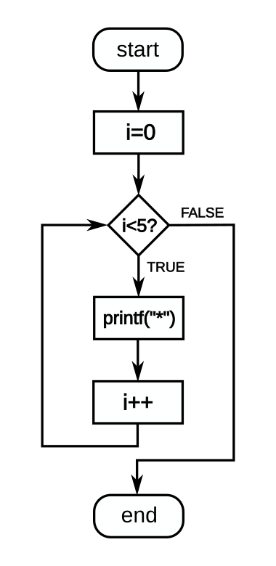 start
i=0
i<5?
FALSE
TRUE
printf("*")
i++
end